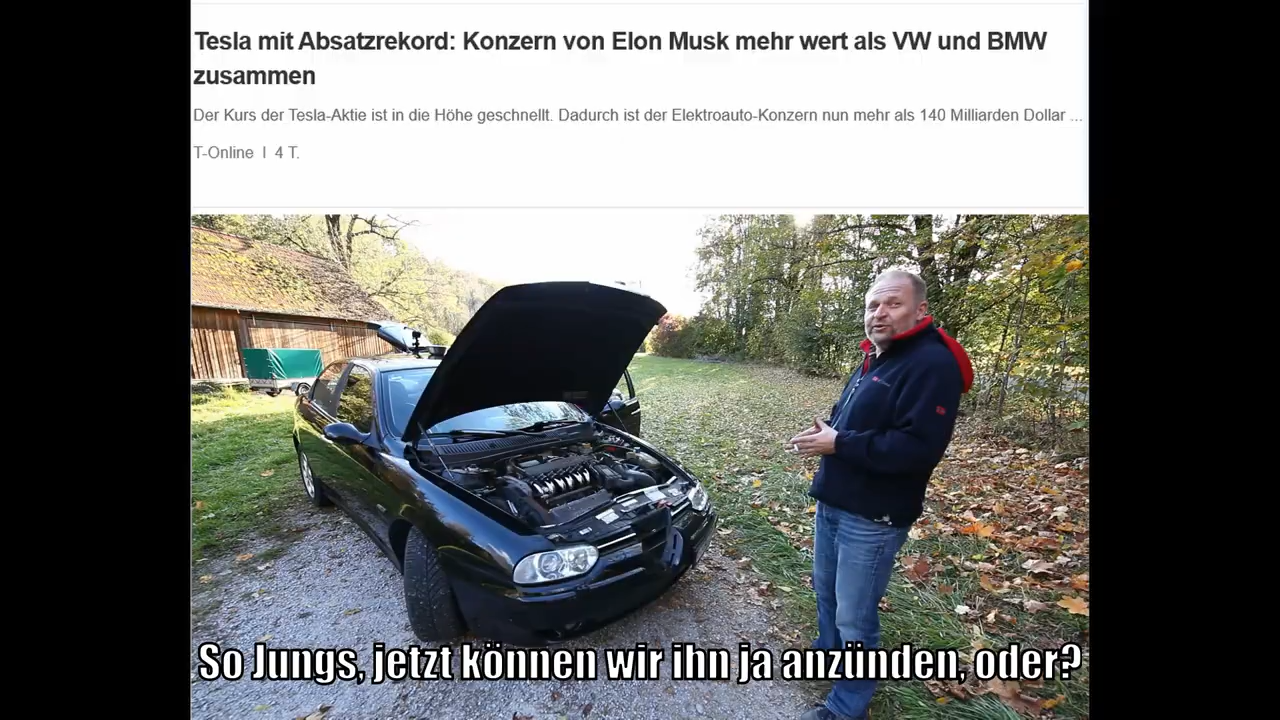 Tesla mit Absatzrekord: Konzern von Elon Musk mehr wert als VW und BMW
zusammen
Der Kurs der Tesla-Aktie ist in die Höhe geschnellt. Dadurch ist der Elektroauto-Konzern nun mehr als 140 Milliarden Dollar ...
T-Online | 4 T.
So Jungs, jetzt können wir ihn ja anzünden, oder?